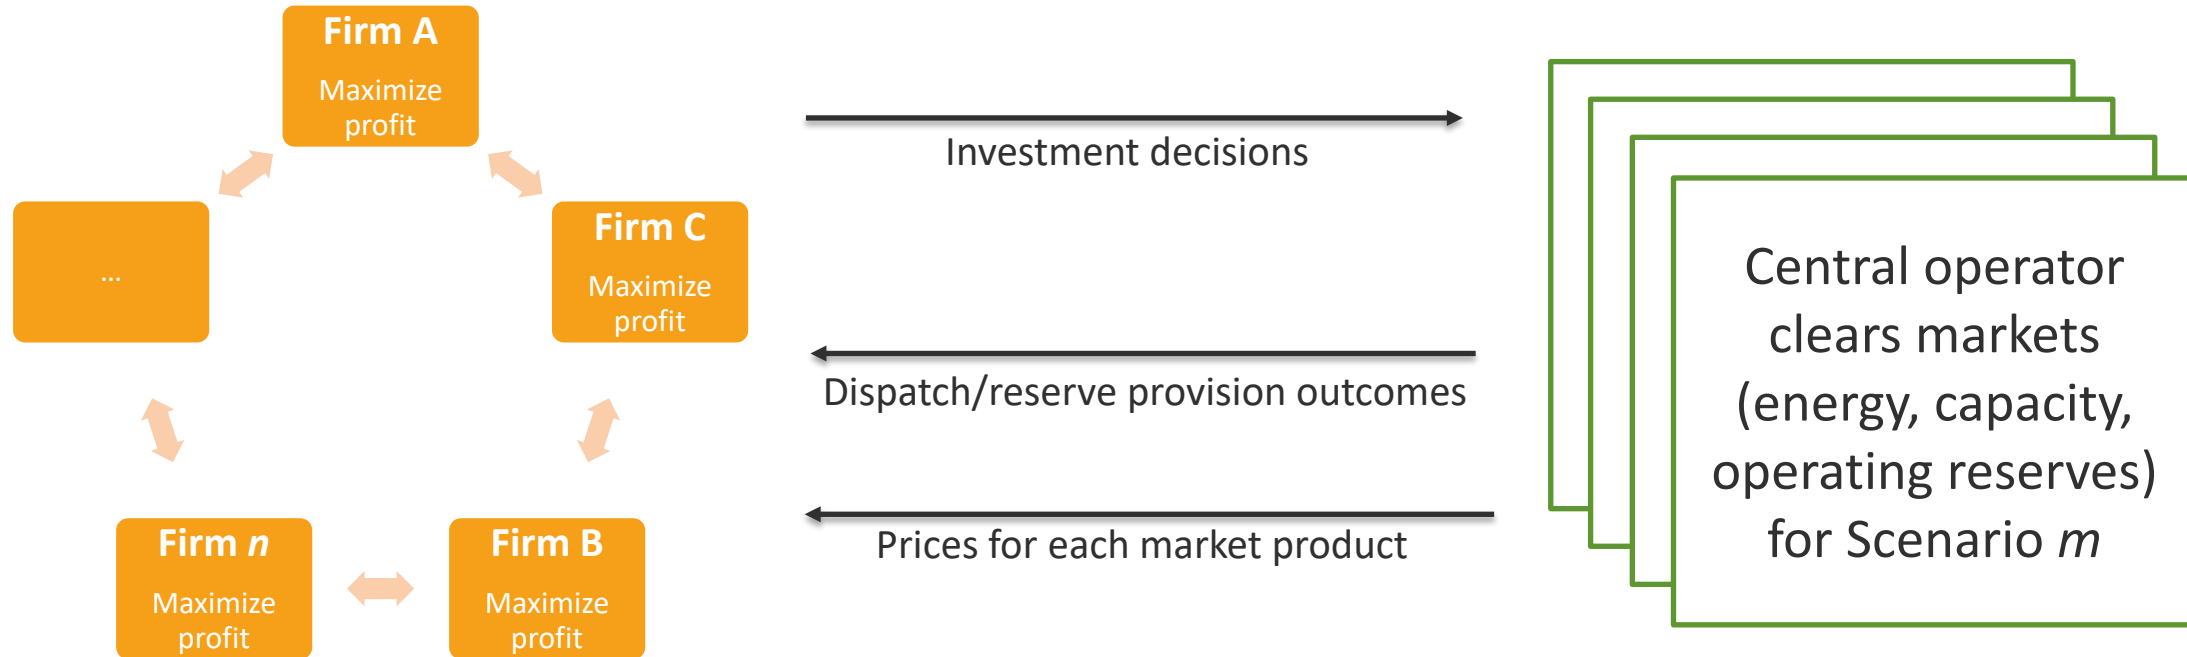 Firm A
Maximize
profit
...
Firm C
Maximize
profit
Firm n
Maximize
profit
Firm B
Maximize
profit
Investment decisions
Dispatch/reserve provision outcomes
Prices for each market product
Central operator
clears markets
(energy, capacity,
operating reserves)
for Scenario m